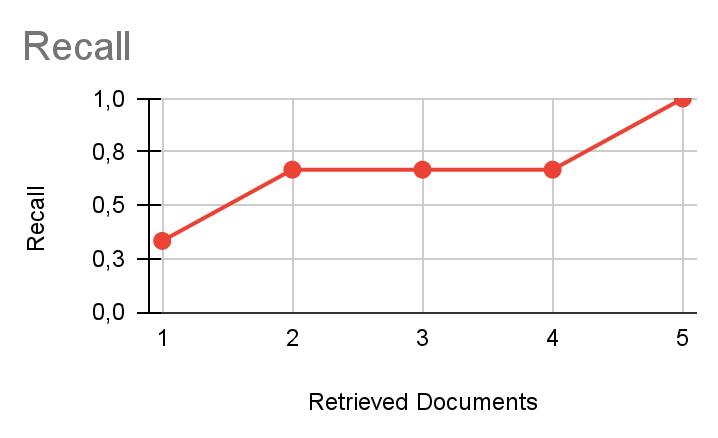 Recall
1,0
0,8
0,5
0,3
0,0
Recall
1 2 3 4 5
Retrieved Documents